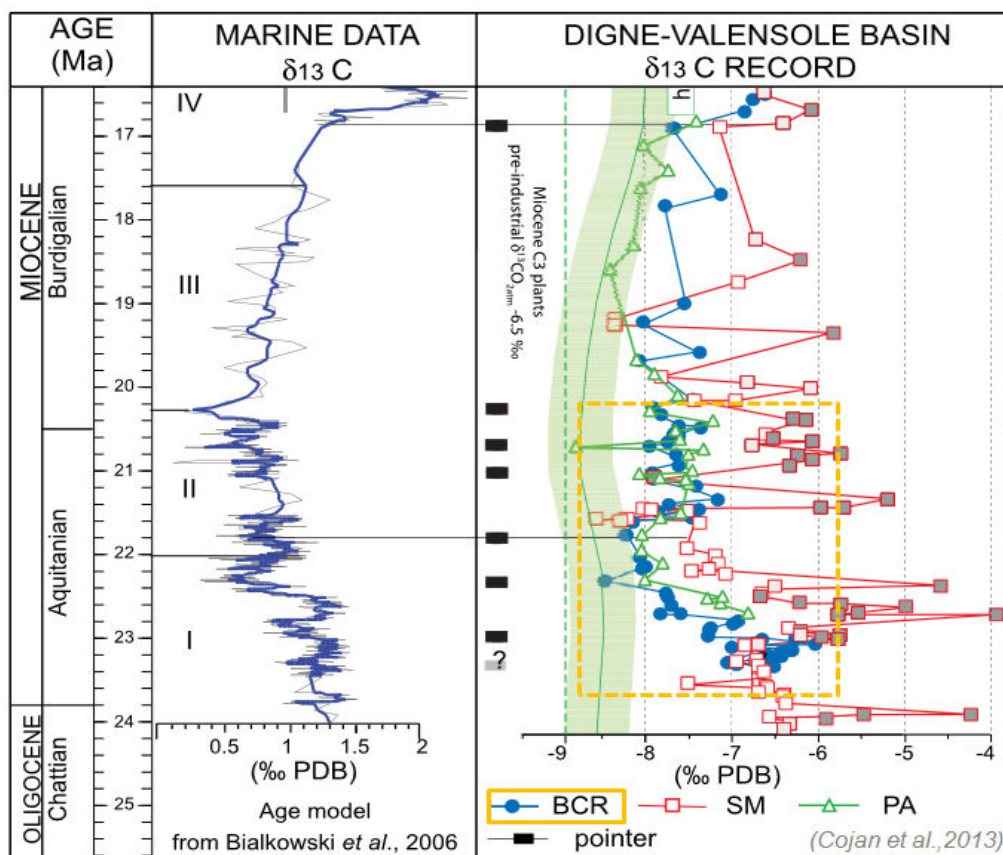 AGE
(Ma)
MARINE DATA
δ13 C
DIGNE-VALENSOLE BASIN
δ13 C RECORD
MIOCENE
Burdigalian
Aquitanian
OLIGOCENE
Chattian
17
18
19
20
21
22
23
24
25
IV
III
II
I
0.5 1 2
(‰ PDB)
Age model
from Bialkowski et al., 2006
h
Miocene C3 plants
pre-industrial δ¹³CO₂ₐₜₘ -6.5 ‰
?
-9 -8 -7 -6 -5 -4
(‰ PDB)
BCR SM PA
pointer (Cojan et al.,2013)